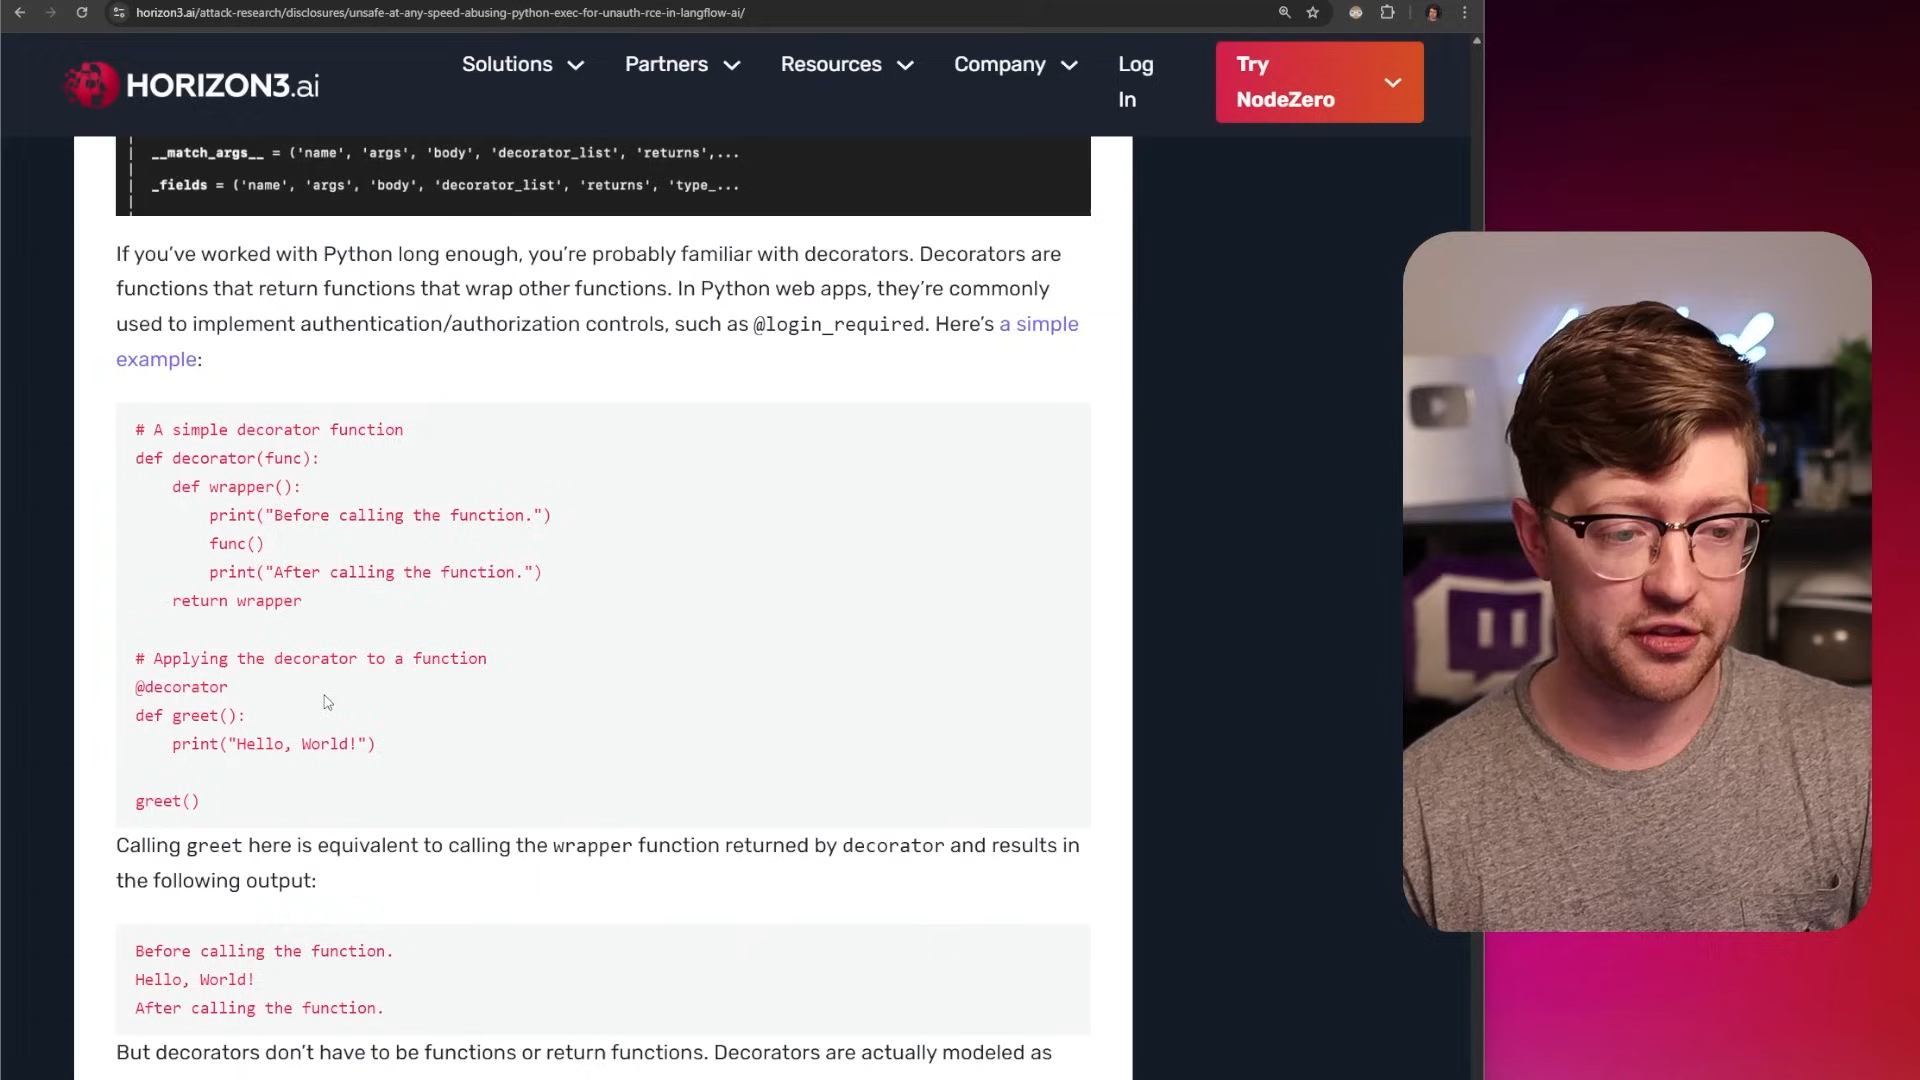 horizon3.ai/attack-research/disclosures/unsafe-at-any-speed-abusing-python-exec-for-unauth-rce-in-langflow-ai/
HORIZON3.ai
Solutions
Partners
Resources
Company
Log
In
Try
NodeZero
__match_args__ = ('name', 'args', 'body', 'decorator_list', 'returns',...
_fields = ('name', 'args', 'body', 'decorator_list', 'returns', 'type_...
If you’ve worked with Python long enough, you’re probably familiar with decorators. Decorators are
functions that return functions that wrap other functions. In Python web apps, they’re commonly
used to implement authentication/authorization controls, such as @login_required. Here’s a simple
example:
# A simple decorator function
def decorator(func):
    def wrapper():
        print("Before calling the function.")
        func()
        print("After calling the function.")
    return wrapper
# Applying the decorator to a function
@decorator
def greet():
    print("Hello, World!")
greet()
Calling greet here is equivalent to calling the wrapper function returned by decorator and results in
the following output:
Before calling the function.
Hello, World!
After calling the function.
But decorators don’t have to be functions or return functions. Decorators are actually modeled as